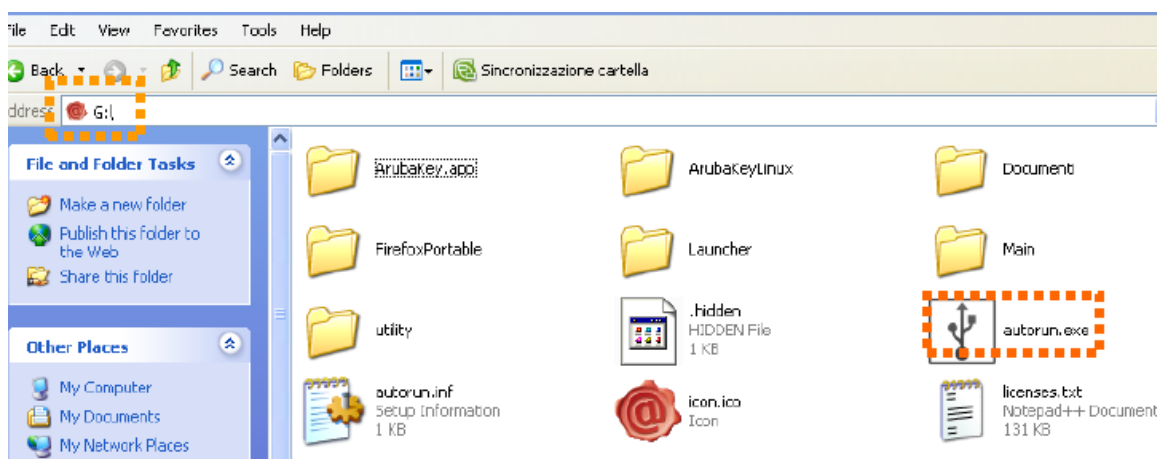 File Edit View Favorites Tools Help
Back Search Folders Sincronizzazione cartella
ddress G:\
File and Folder Tasks
Make a new folder
Publish this folder to
the Web
Share this folder
Other Places
My Computer
My Documents
My Network Places
ArubaKey.app
ArubaKeyLinux
Documenti
FirefoxPortable
Launcher
Main
utility
.hidden
HIDDEN File
1 KB
autorun.exe
autorun.inf
Setup Information
1 KB
icon.ico
Icon
licenses.txt
Notepad++ Document
131 KB